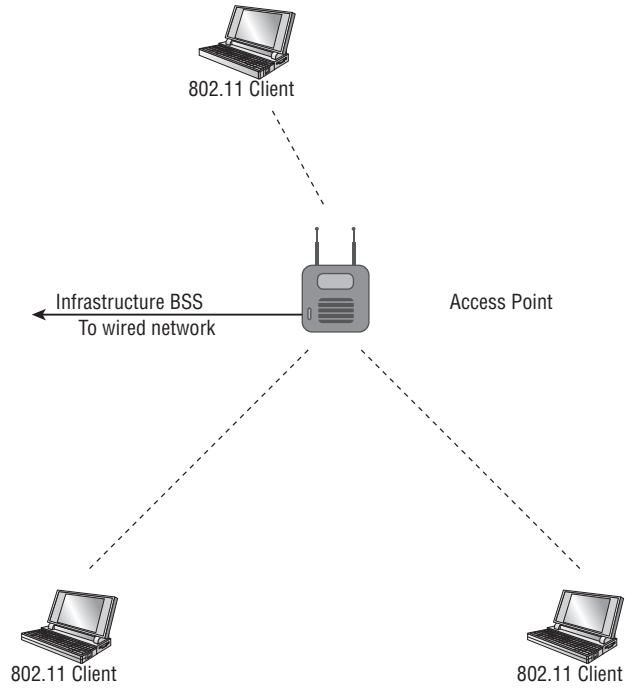 802.11 Client
Infrastructure BSS
To wired network
Access Point
802.11 Client
802.11 Client